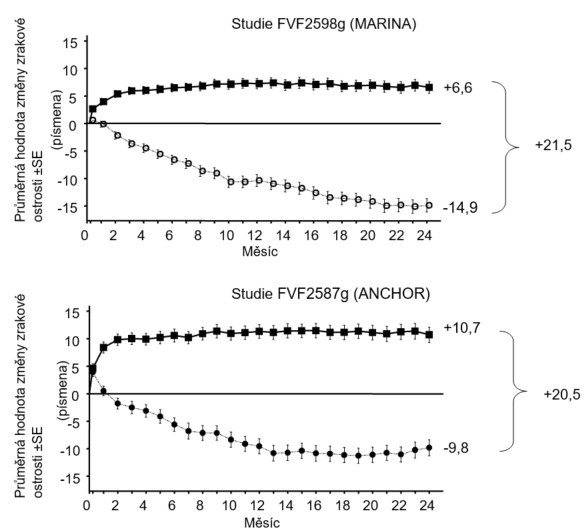 Studie FVF2598g (MARINA)
Průměrná hodnota změny zrakové
ostrosti ±SE
(písmena)
15
10
5
0
-5
-10
-15
+6,6
+21,5
-14,9
0 2 4 6 8 10 12 14 16 18 20 22 24
Měsíc
Studie FVF2587g (ANCHOR)
Průměrná hodnota změny zrakové
ostrosti ±SE
(písmena)
15
10
5
0
-5
-10
-15
+10,7
+20,5
-9,8
0 2 4 6 8 10 12 14 16 18 20 22 24
Měsíc